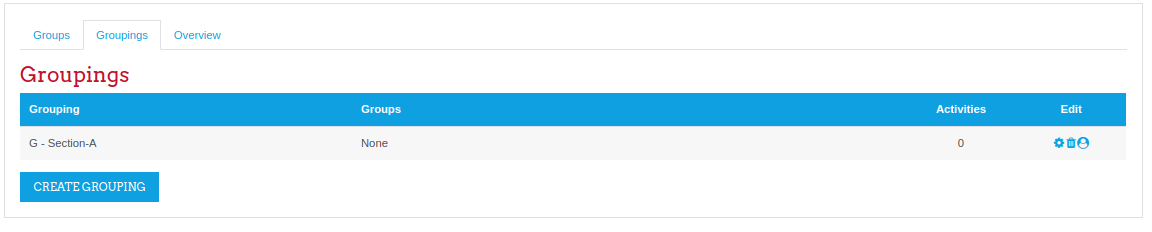 Groups Groupings Overview
Groupings
Grouping Groups Activities Edit
G - Section-A None 0
CREATE GROUPING